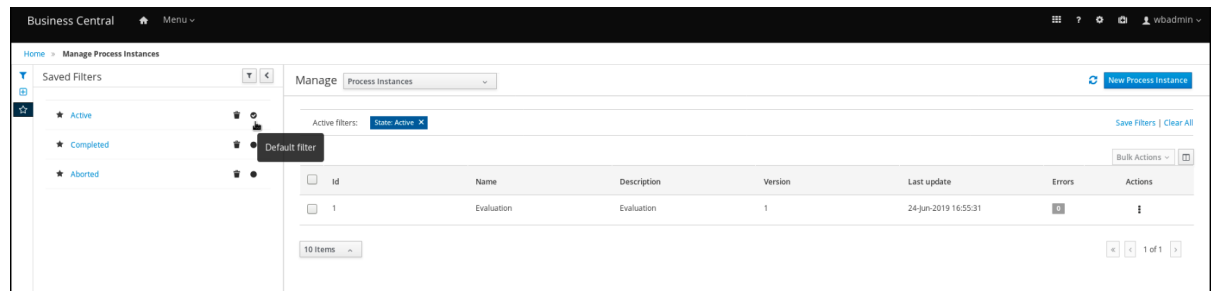 Business Central Menu ? wbadmin
Home » Manage Process Instances
Saved Filters
Active
Completed
Aborted
Default filter
Manage Process Instances New Process Instance
Active filters: State: Active X Save Filters | Clear All
Bulk Actions
Id Name Description Version Last update Errors Actions
1 Evaluation Evaluation 1 24-Jun-2019 16:55:31 0
10 Items « < 1 of 1 >